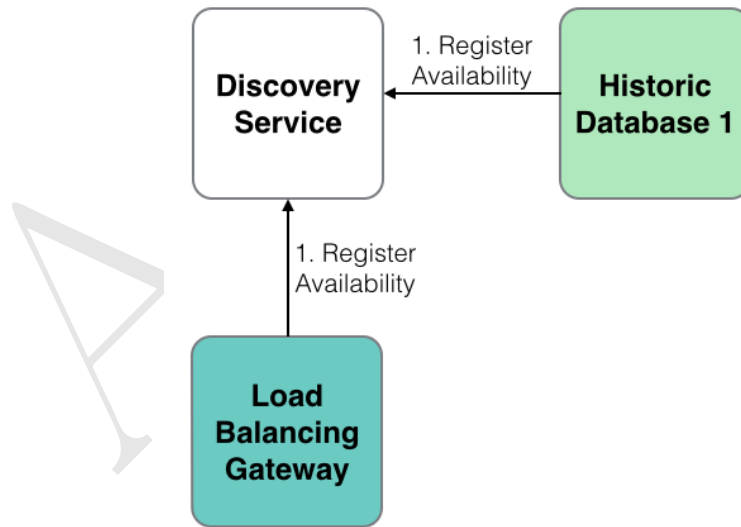 Discovery
Service
1. Register
Availability
Historic
Database 1
1. Register
Availability
Load
Balancing
Gateway
A